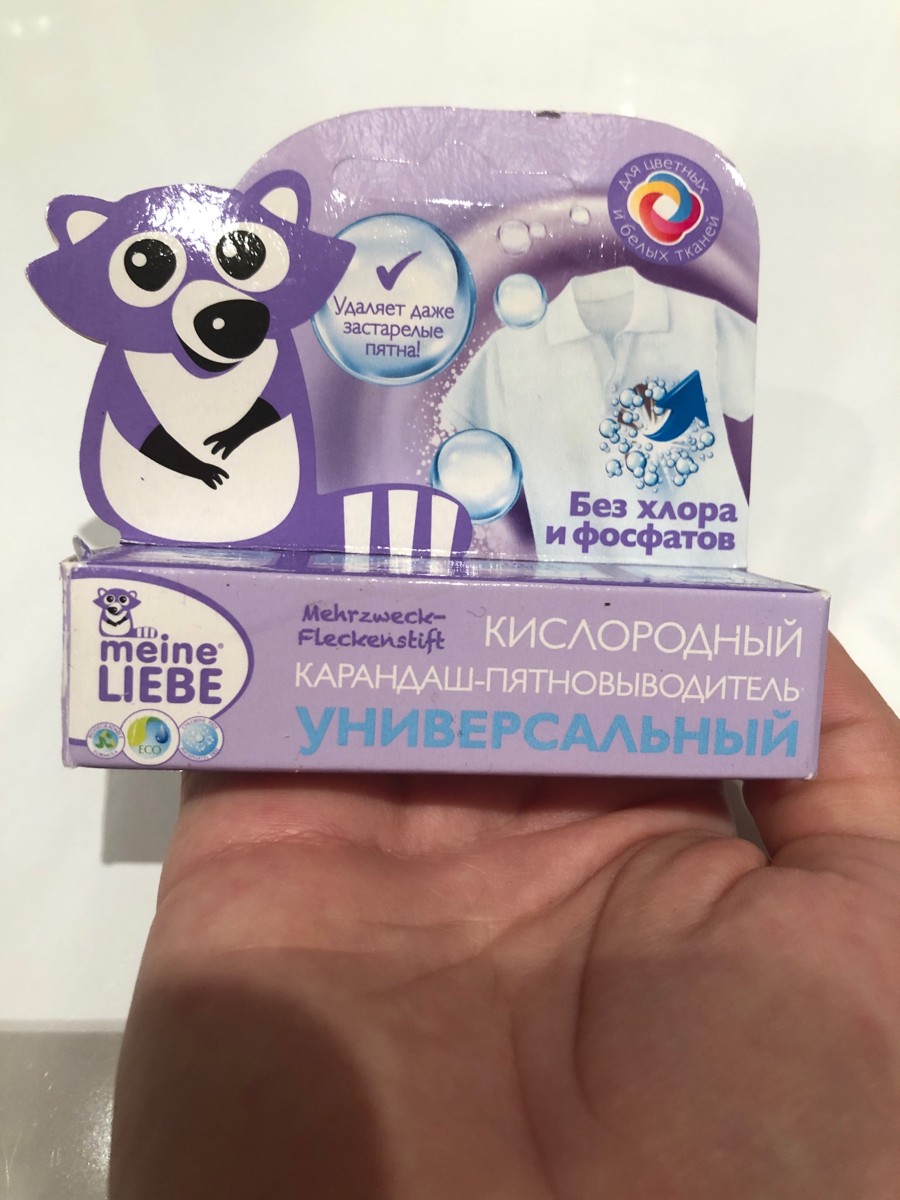 для цветных
и белых тканей
Удаляет даже
застарелые
пятна!
Без хлора
и фосфатов
meine®
LIEBE
ECO
Mehrzweck-
Fleckenstift
КИСЛОРОДНЫЙ
КАРАНДАШ-ПЯТНОВЫВОДИТЕЛЬ
УНИВЕРСАЛЬНЫЙ